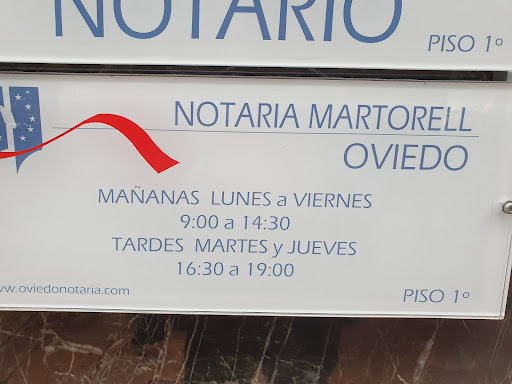 NOTARIO
PISO 1º
NOTARIA MARTORELL
OVIEDO
MAÑANAS LUNES a VIERNES
9:00 a 14:30
TARDES MARTES y JUEVES
16:30 a 19:00
www.oviedonotaria.com
PISO 1º